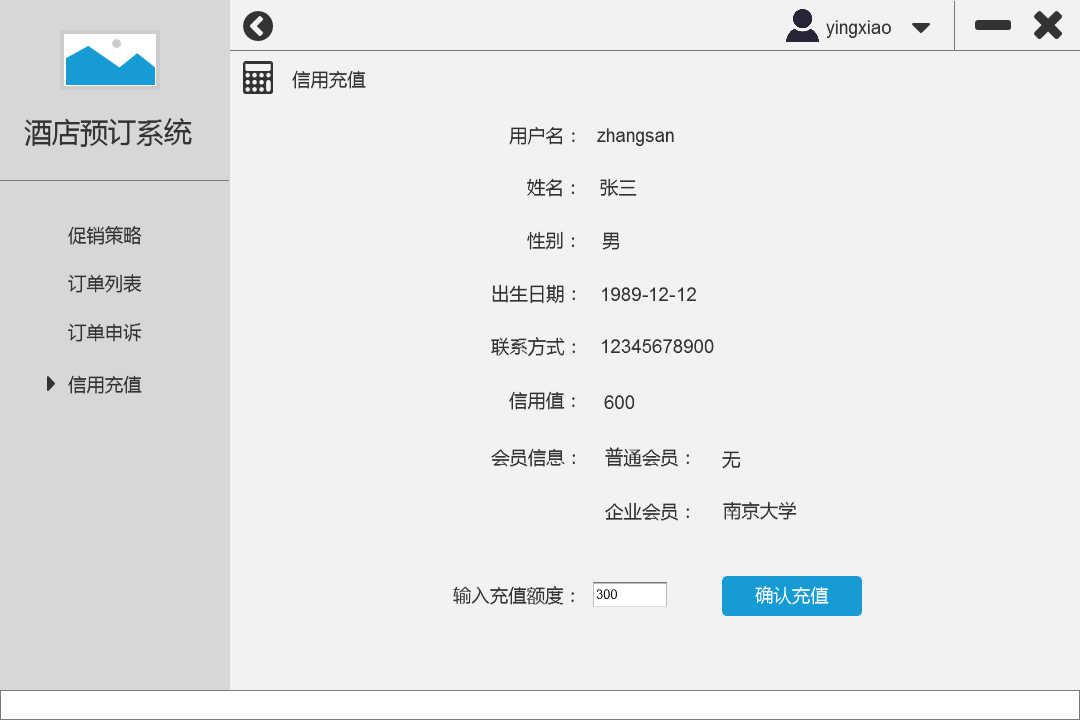 yingxiao
酒店预订系统
促销策略
订单列表
订单申诉
信用充值
信用充值
用户名： zhangsan
姓名： 张三
性别： 男
出生日期： 1989-12-12
联系方式： 12345678900
信用值： 600
会员信息： 普通会员： 无
企业会员： 南京大学
输入充值额度： 300 确认充值